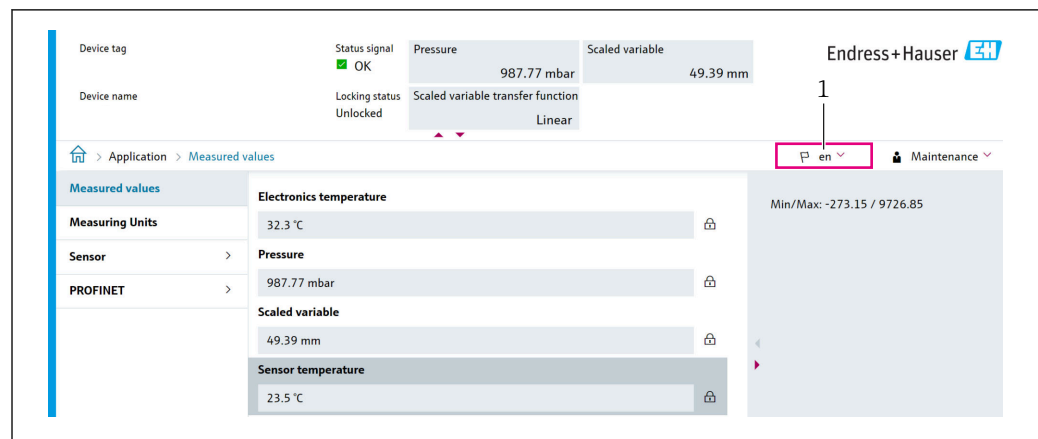 Device tag
Status signal
OK
Pressure
987.77 mbar
Scaled variable
49.39 mm
Endress+Hauser EH
Device name
Locking status
Unlocked
Scaled variable transfer function
Linear
1
Application > Measured values
en
Maintenance
Measured values
Measuring Units
Sensor >
PROFINET >
Electronics temperature
32.3 °C
Pressure
987.77 mbar
Scaled variable
49.39 mm
Sensor temperature
23.5 °C
Min/Max: -273.15 / 9726.85